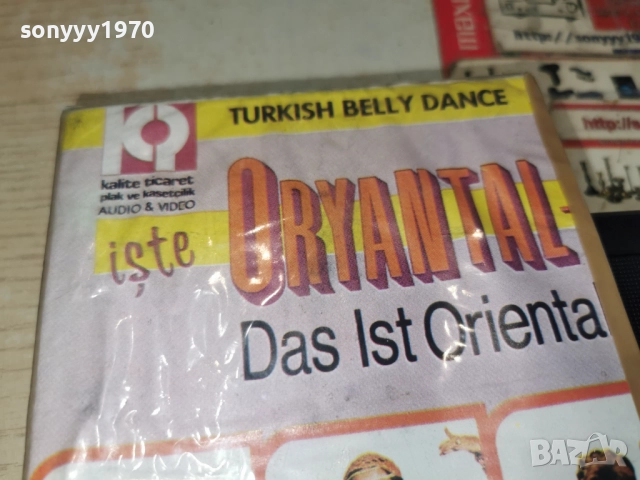 sonyyy1970
TURKISH BELLY DANCE
kalite ticaret
plak ve kasetçilik
AUDIO & VIDEO
işte ORYANTAL
Das Ist Oriental
http://sonyyy1
http://
BAZAR